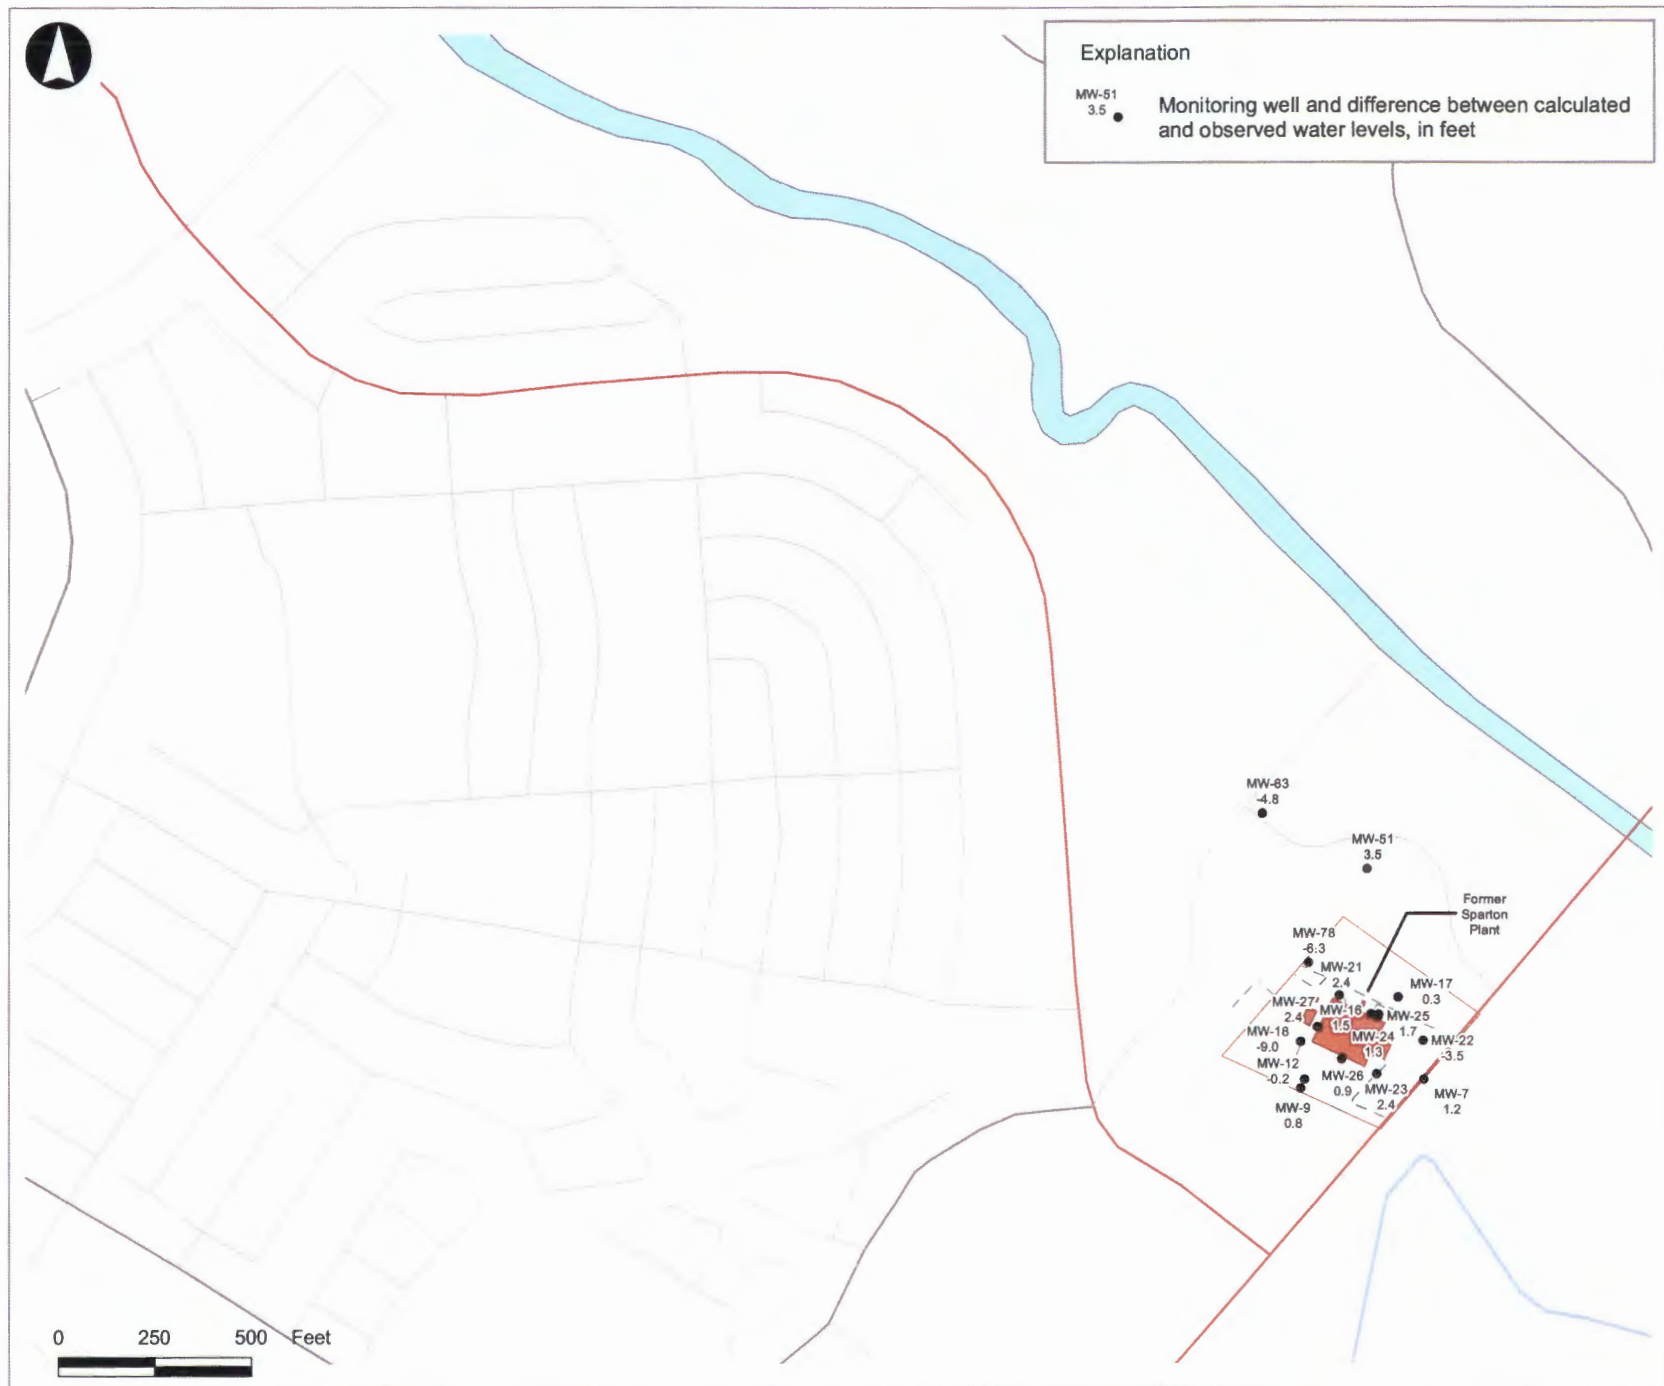 Explanation
MW-51
3.5
Monitoring well and difference between calculated
and observed water levels, in feet
MW-63
-4.8
MW-51
3.5
Former
Sparton
Plant
MW-78
-6.3
MW-21
2.4
MW-17
0.3
MW-27
2.4
MW-16
1.5
MW-25
1.7
MW-18
-9.0
MW-24
1.3
MW-22
-3.5
MW-12
-0.2
MW-26
0.9
MW-23
2.4
MW-7
1.2
MW-9
0.8
0 250 500 Feet